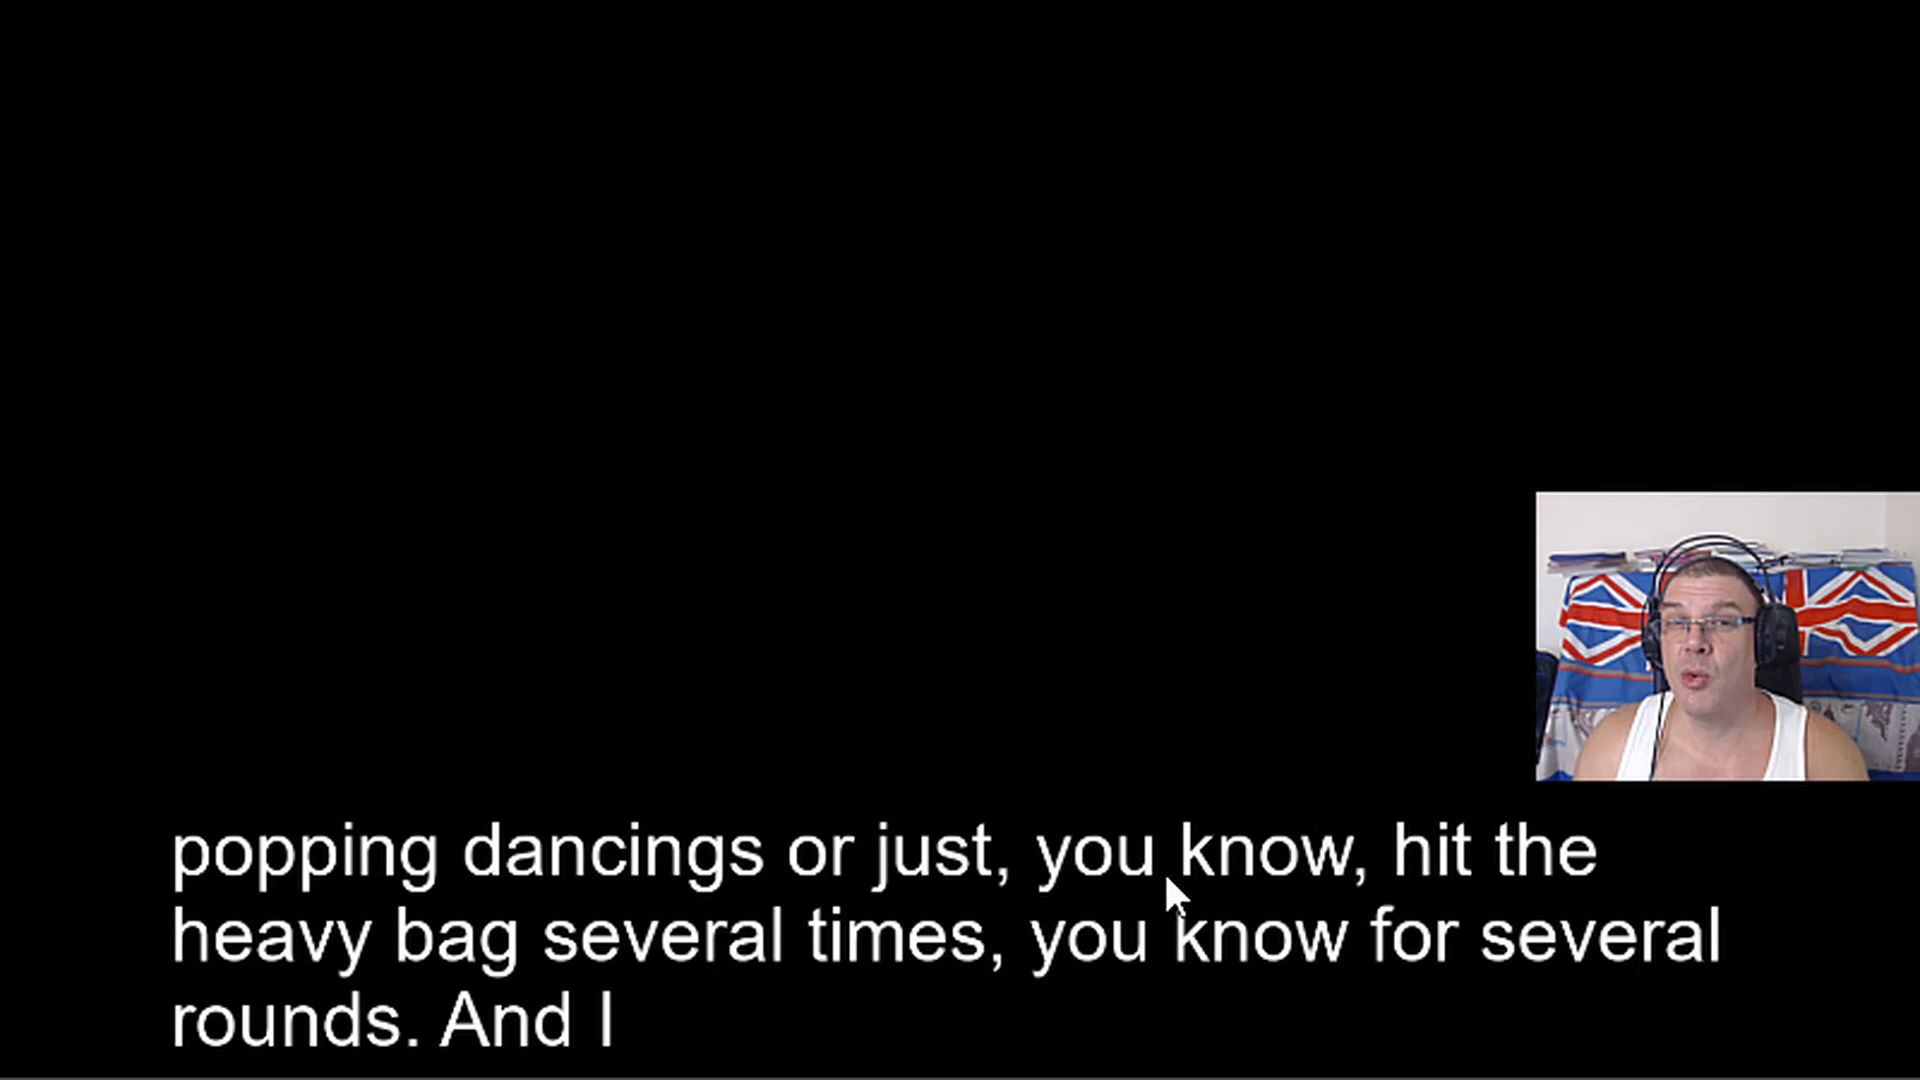 popping dancings or just, you know, hit the
heavy bag several times, you know for several
rounds. And I